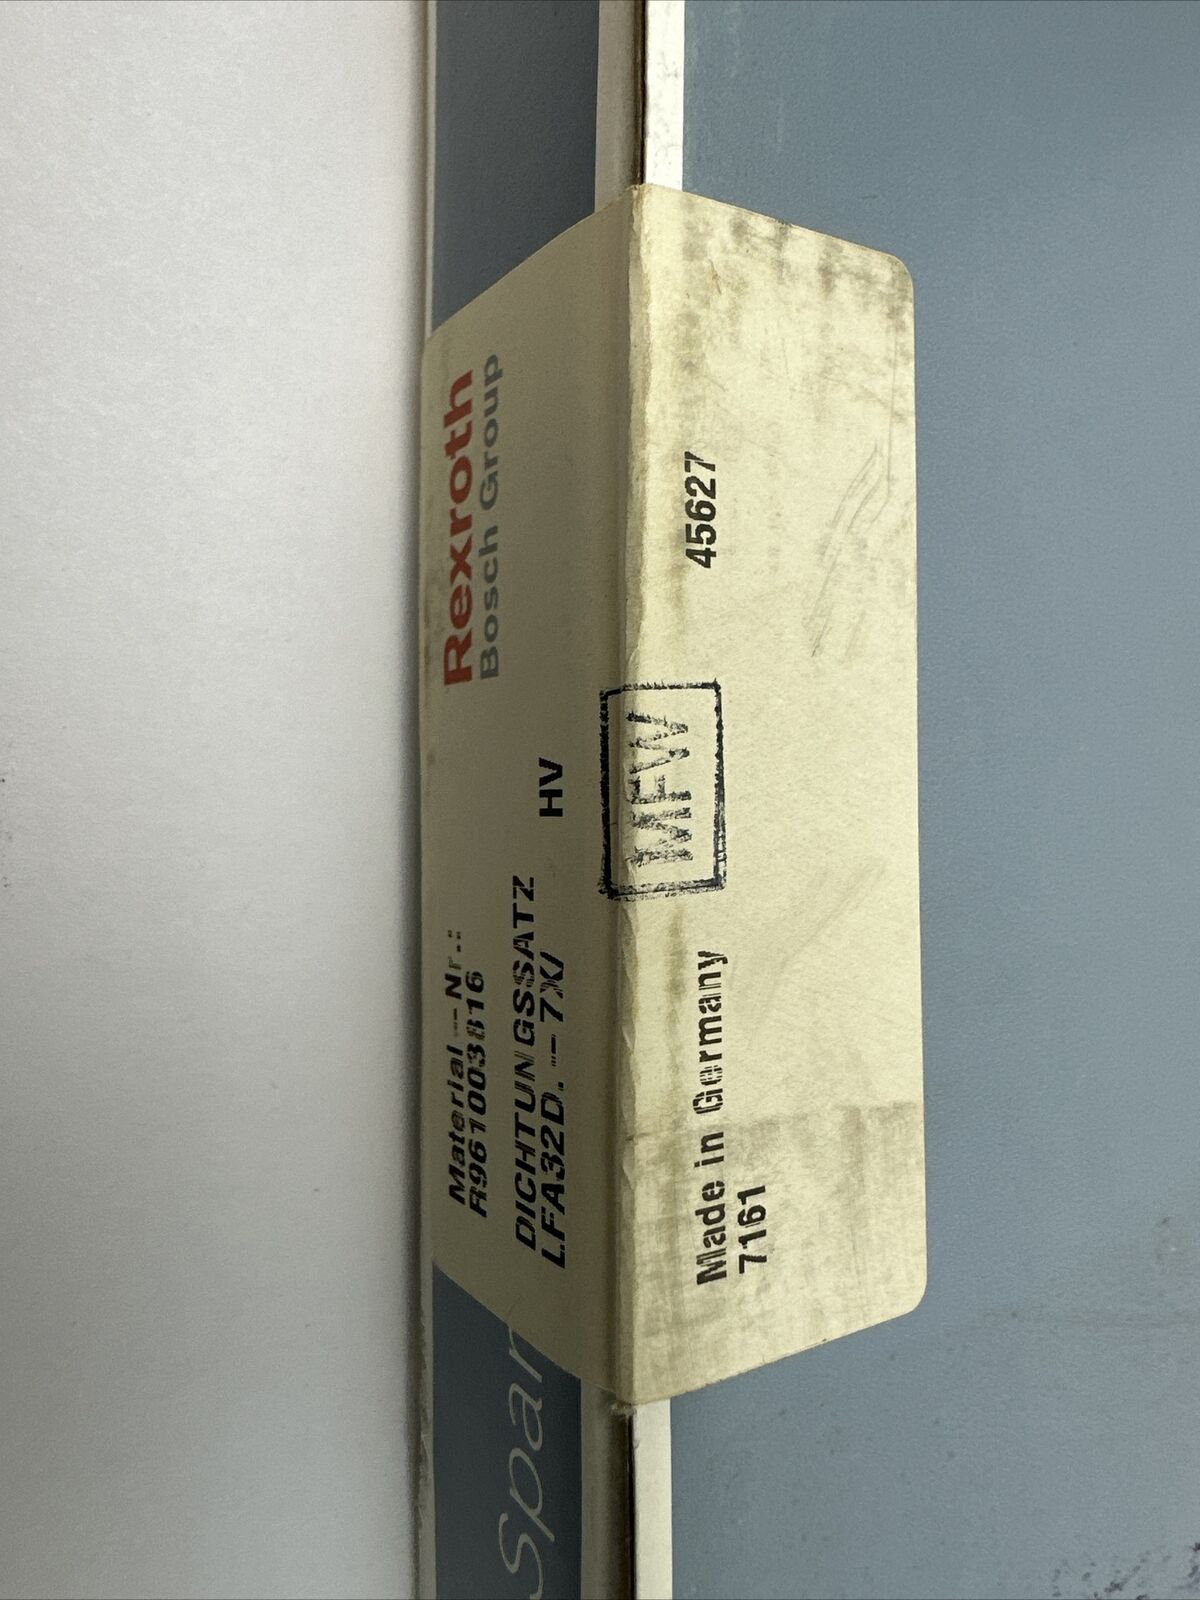 Rexroth
Bosch Group
Material-Nr.:
R961003816
DICHTUNGSSATZ
LFA32D.-7X/ HV
MFW
Made in Germany 45627
7161
Spar